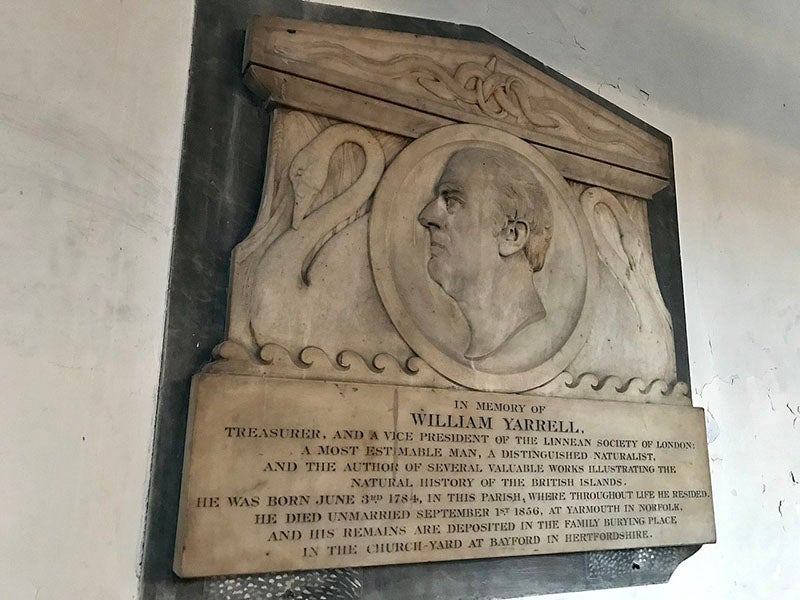 IN MEMORY OF
WILLIAM YARRELL,
TREASURER, AND A VICE PRESIDENT OF THE LINNEAN SOCIETY OF LONDON:
A MOST ESTIMABLE MAN, A DISTINGUISHED NATURALIST,
AND THE AUTHOR OF SEVERAL VALUABLE WORKS ILLUSTRATING THE
NATURAL HISTORY OF THE BRITISH ISLANDS.
HE WAS BORN JUNE 3RD 1784, IN THIS PARISH, WHERE THROUGHOUT LIFE HE RESIDED.
HE DIED UNMARRIED SEPTEMBER 1ST 1856, AT YARMOUTH IN NORFOLK,
AND HIS REMAINS ARE DEPOSITED IN THE FAMILY BURYING PLACE
IN THE CHURCH-YARD AT BAYFORD IN HERTFORDSHIRE.